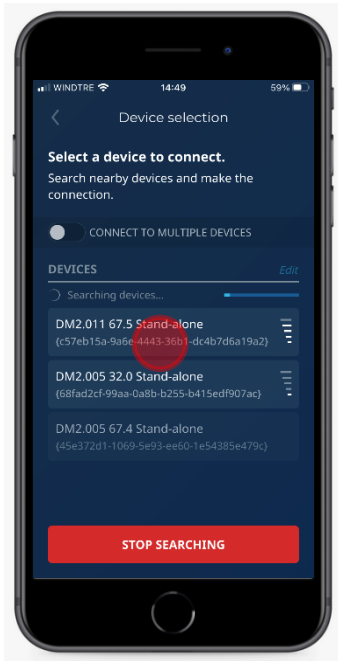 WINDTRE 14:49 59%
Device selection
Select a device to connect.
Search nearby devices and make the
connection.
CONNECT TO MULTIPLE DEVICES
DEVICES Edit
Searching devices...
DM2.011 67.5 Stand-alone
{c57eb15a-9a6e-4443-36b1-dc4b7d6a19a2}
DM2.005 32.0 Stand-alone
{68fad2cf-99aa-0a8b-b255-b415edf907ac}
DM2.005 67.4 Stand-alone
{45e372d1-1069-5e93-ee60-1e54385e479c}
STOP SEARCHING